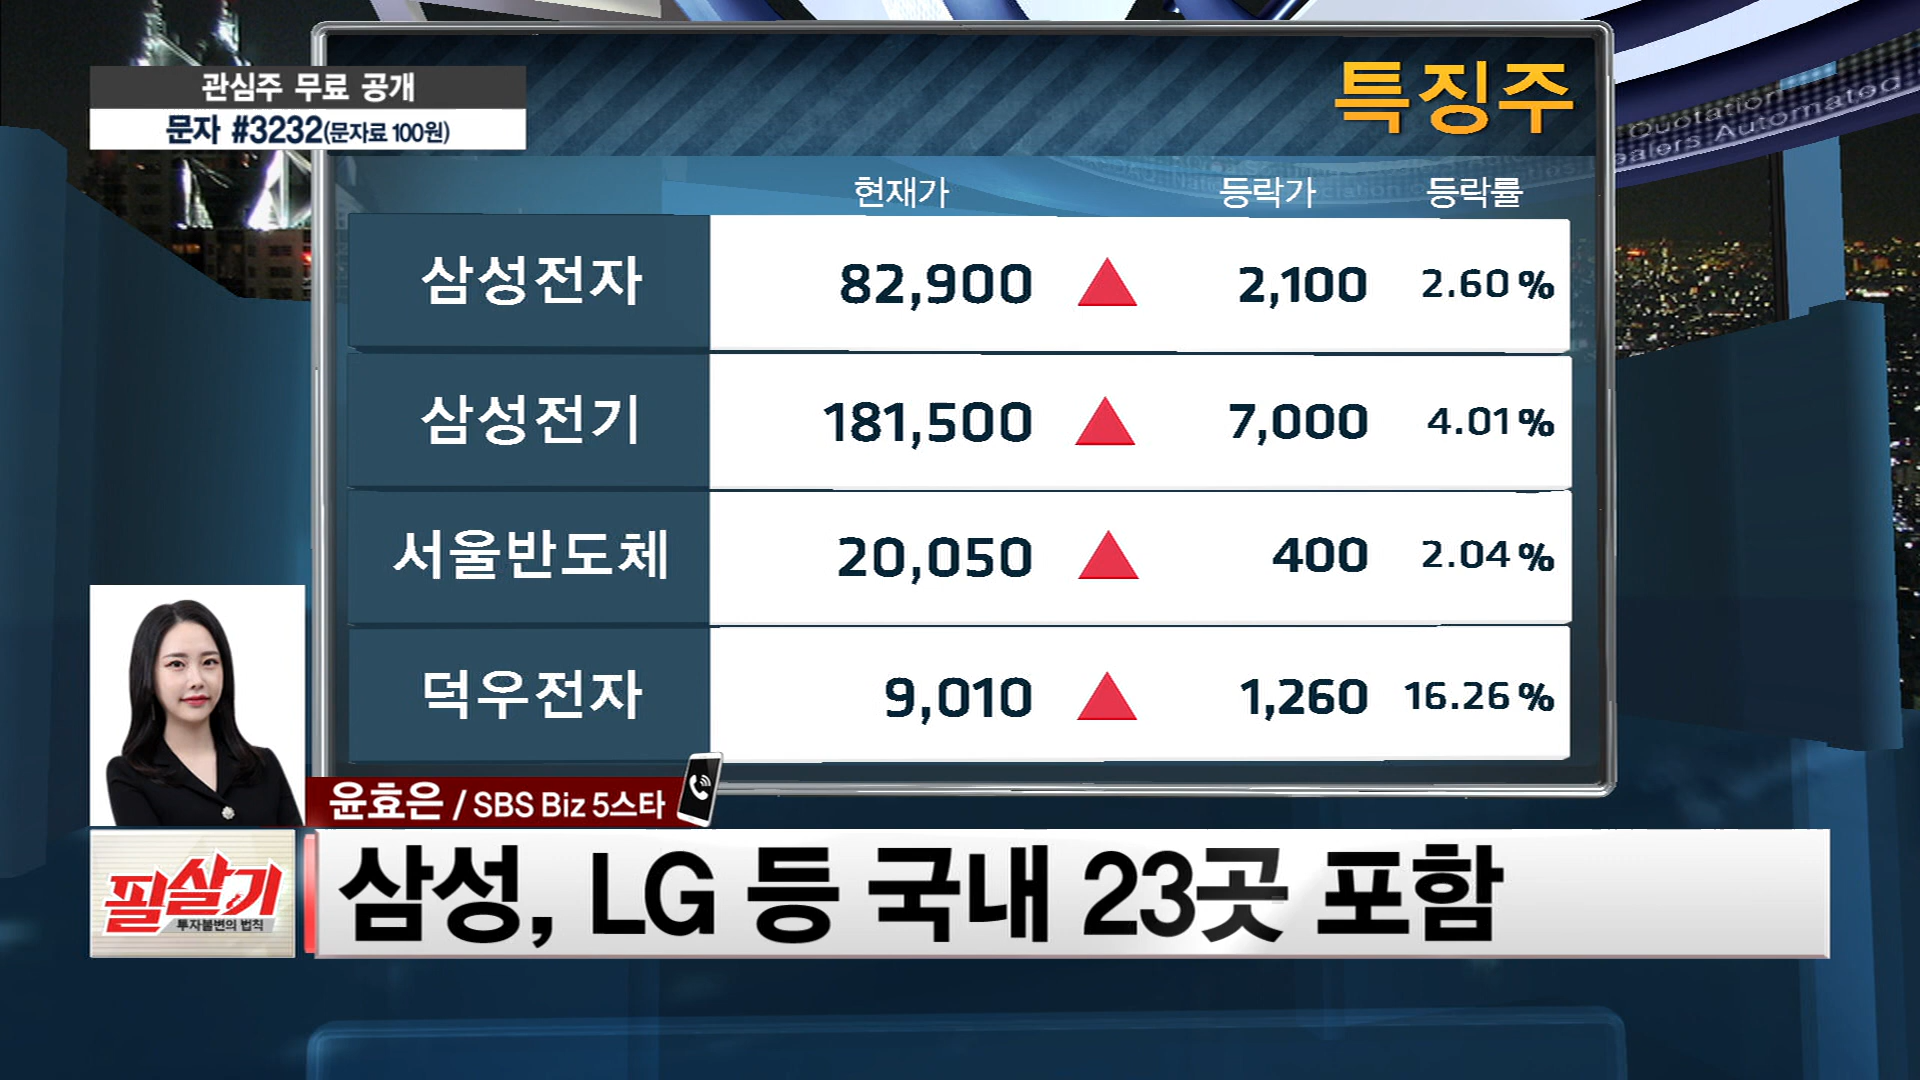 관심주 무료 공개
문자 #3232(문자료 100원)
특징주
현재가 등락가 등락률
삼성전자 82,900 ▲ 2,100 2.60%
삼성전기 181,500 ▲ 7,000 4.01%
서울반도체 20,050 ▲ 400 2.04%
덕우전자 9,010 ▲ 1,260 16.26%
윤효은 / SBS Biz 5스타
필살기
투자불변의 법칙
삼성, LG 등 국내 23곳 포함
Quotation
Automated